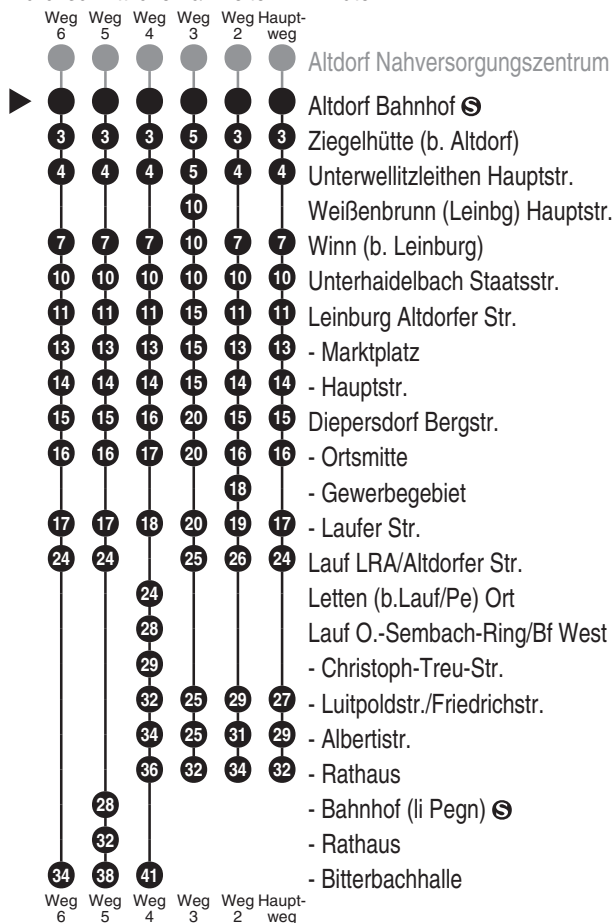 Weg Weg Weg Weg Weg Haupt-
6 5 4 3 2 weg
Altdorf Nahversorgungszentrum
Altdorf Bahnhof S
3 3 3 5 3 3 Ziegelhütte (b. Altdorf)
4 4 4 5 4 4 Unterwellitzleithen Hauptstr.
10 Weißenbrunn (Leinbg) Hauptstr.
7 7 7 10 7 7 Winn (b. Leinburg)
10 10 10 10 10 10 Unterhaidelbach Staatsstr.
11 11 11 15 11 11 Leinburg Altdorfer Str.
13 13 13 15 13 13 - Marktplatz
14 14 14 15 14 14 - Hauptstr.
15 15 16 20 15 15 Diepersdorf Bergstr.
16 16 17 20 16 16 - Ortsmitte
18 - Gewerbegebiet
17 17 18 20 19 17 - Laufer Str.
24 24 25 26 24 Lauf LRA/Altdorfer Str.
24 Letten (b.Lauf/Pe) Ort
28 Lauf O.-Sembach-Ring/Bf West
29 - Christoph-Treu-Str.
32 25 29 27 - Luitpoldstr./Friedrichstr.
34 25 31 29 - Albertistr.
36 32 34 32 - Rathaus
28 - Bahnhof (li Pegn) S
32 - Rathaus
34 38 41 - Bitterbachhalle
Weg Weg Weg Weg Weg Haupt-
6 5 4 3 2 weg